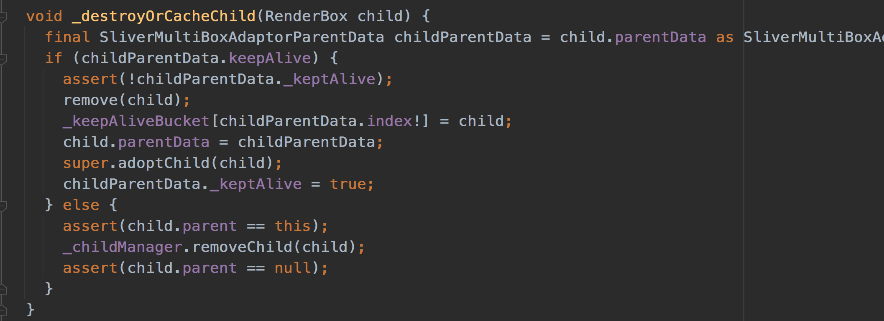 void _destroyOrCacheChild(RenderBox child) {
final SliverMultiBoxAdaptorParentData childParentData = child.parentData as
if (childParentData.keepAlive) {
assert(!childParentData._keptAlive);
remove(child);
_keepAliveBucket[childParentData.index!] = child;
child.parentData = childParentData;
super.adoptChild(child);
childParentData._keptAlive = true;
} else {
assert(child.parent == this);
_childManager.removeChild(child);
assert(child.parent == null);
}
}